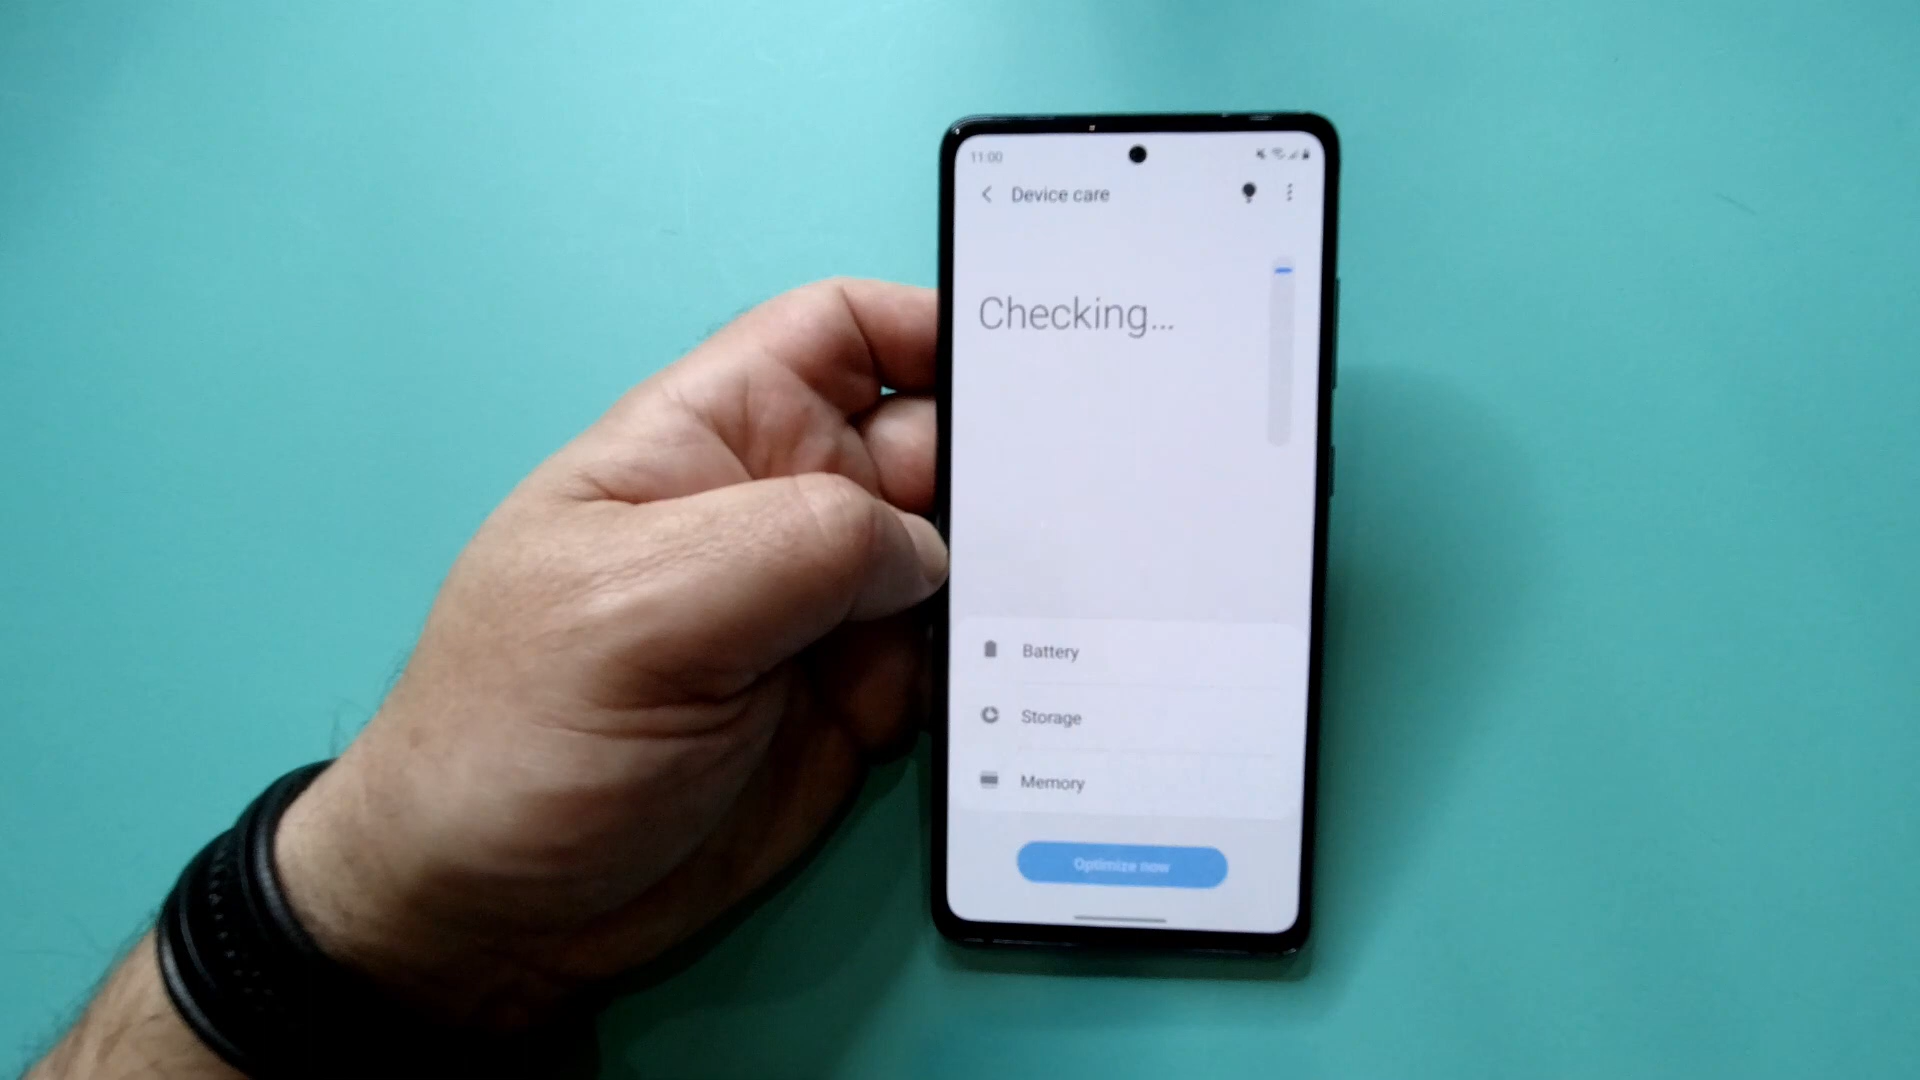 11:00
Device care
Checking...
Battery
Storage
Memory
Optimize now